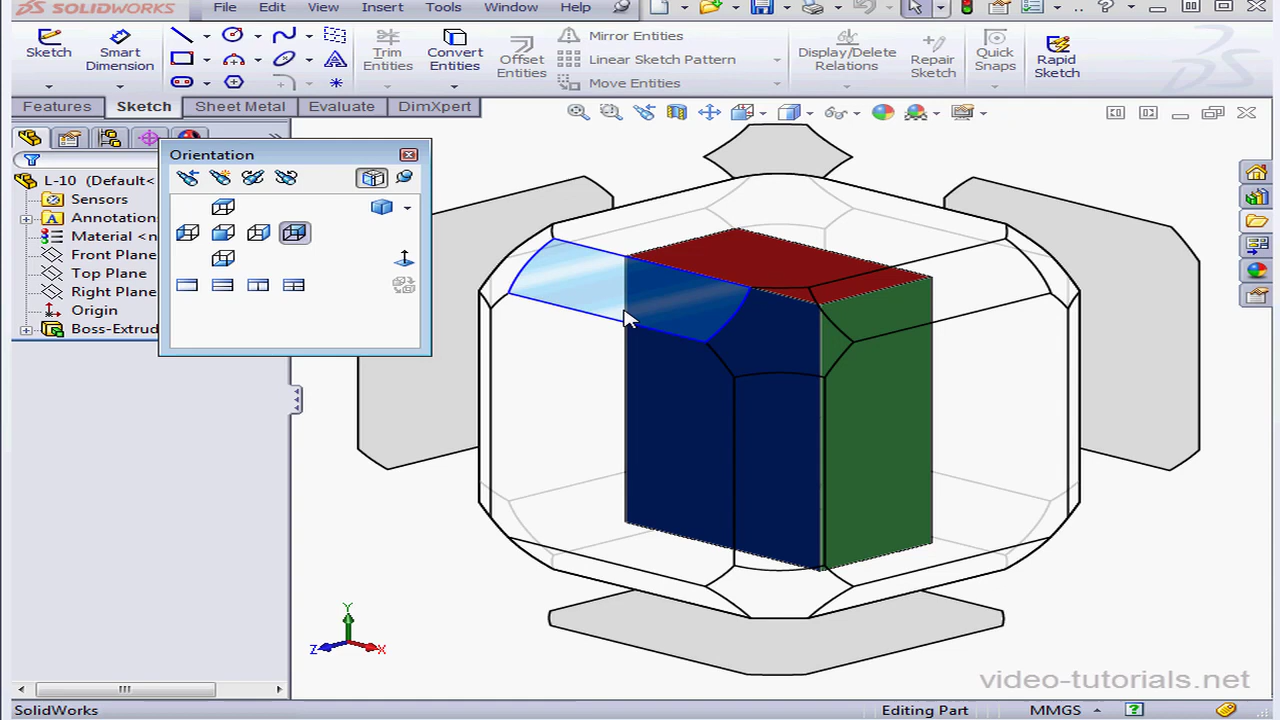 SOLIDWORKS File Edit View Insert Tools Window Help
Sketch Smart Dimension Trim Entities Convert Entities Offset Entities Mirror Entities Linear Sketch Pattern Move Entities Display/Delete Relations Repair Sketch Quick Snaps Rapid Sketch
Features Sketch Sheet Metal Evaluate DimXpert
Orientation
L-10 (Default<
Sensors
Annotation
Material <n
Front Plane
Top Plane
Right Plane
Origin
Boss-Extrud
Y
Z X
video-tutorials.net
SolidWorks Editing Part MMGS